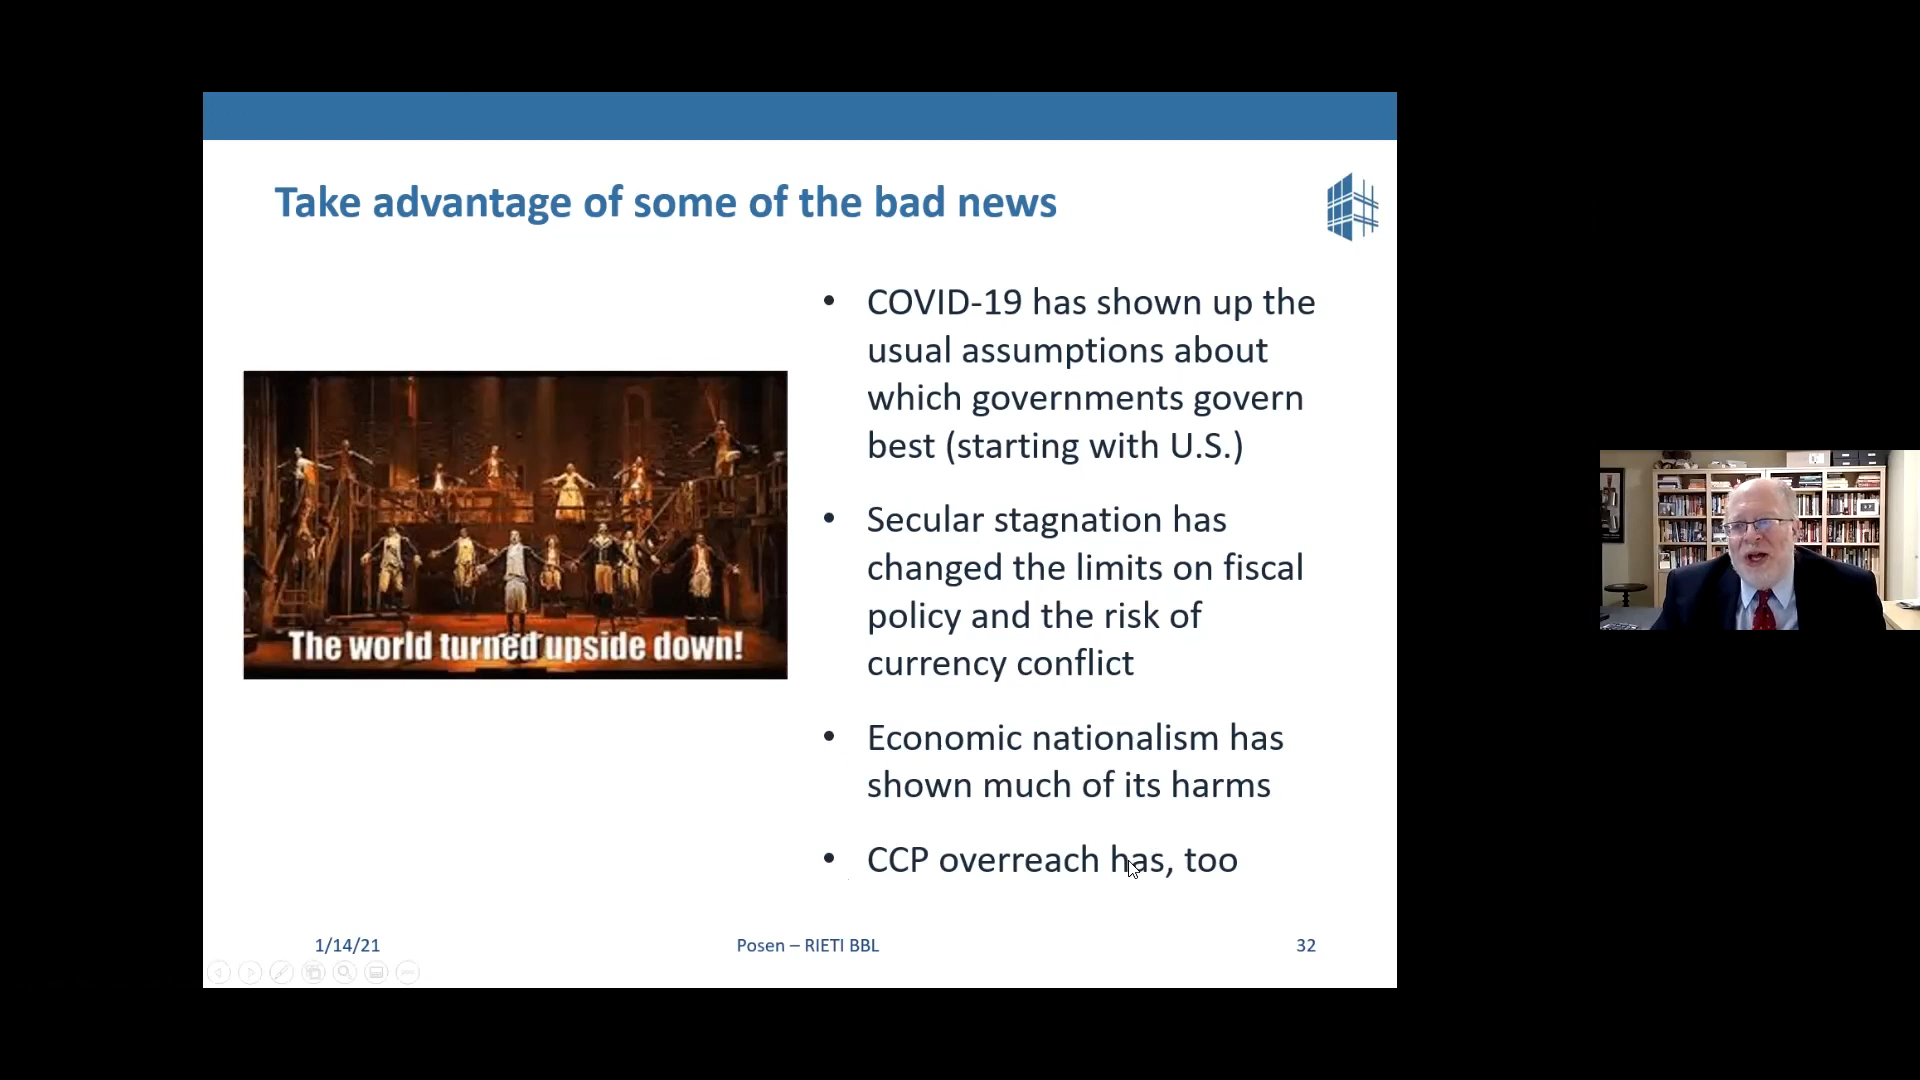 Take advantage of some of the bad news
• COVID-19 has shown up the
usual assumptions about
which governments govern
best (starting with U.S.)
• Secular stagnation has
changed the limits on fiscal
policy and the risk of
currency conflict
• Economic nationalism has
shown much of its harms
• CCP overreach has, too
The world turned upside down!
1/14/21
Posen – RIETI BBL
32